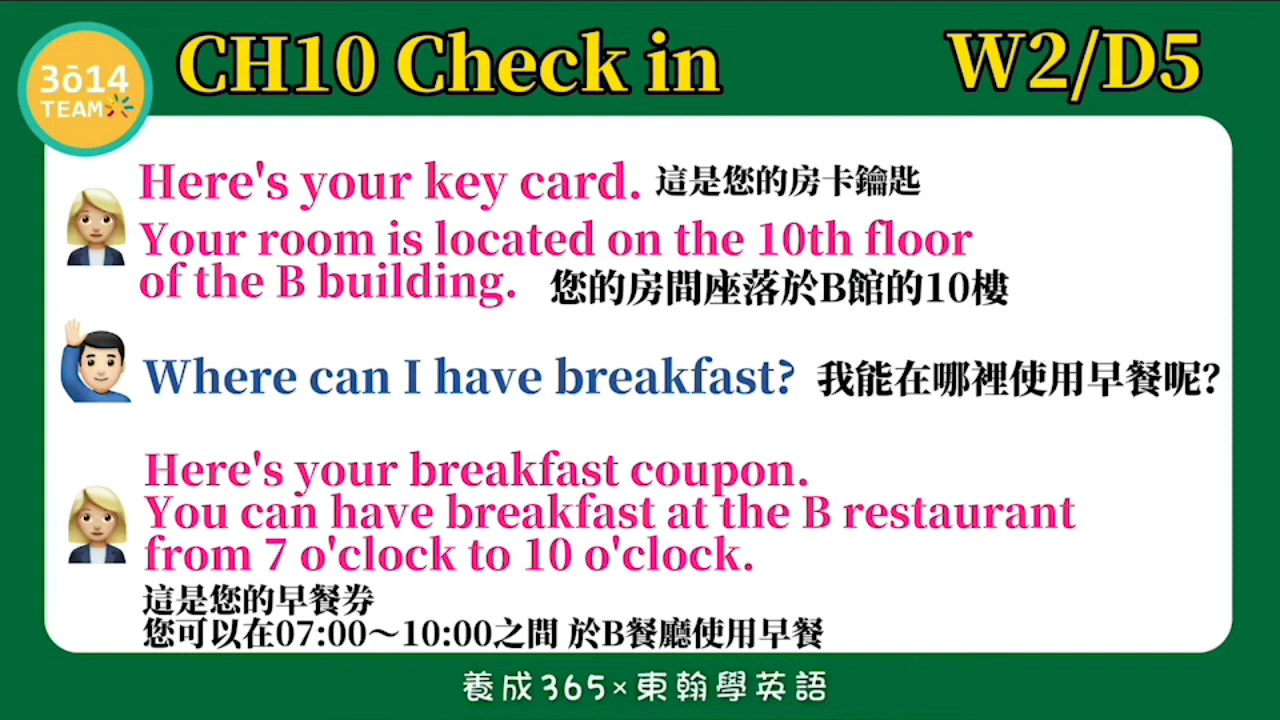 CH10 Check in
W2/D5
3ō14
TEAM
Here's your key card. 這是您的房卡鑰匙
Your room is located on the 10th floor
of the B building. 您的房間座落於B館的10樓
Where can I have breakfast? 我能在哪裡使用早餐呢?
Here's your breakfast coupon.
You can have breakfast at the B restaurant
from 7 o'clock to 10 o'clock.
這是您的早餐券
您可以在07:00～10:00之間 於B餐廳使用早餐
養成365×東翰學英語